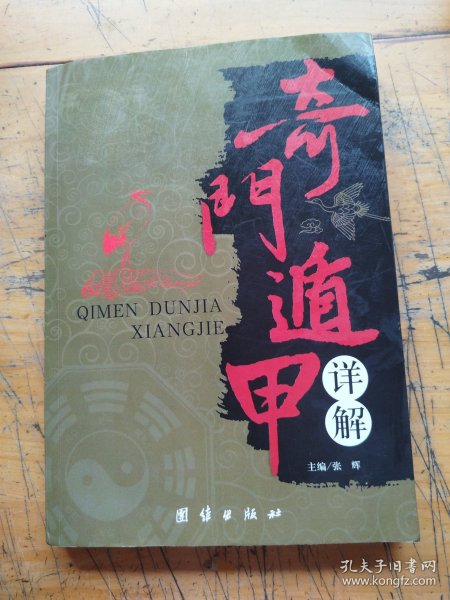 奇門遁甲
详解
QIMEN DUNJIA
XIANGJIE
主编/张 辉
团结出版社
孔夫子旧书网
www.kongfz.com